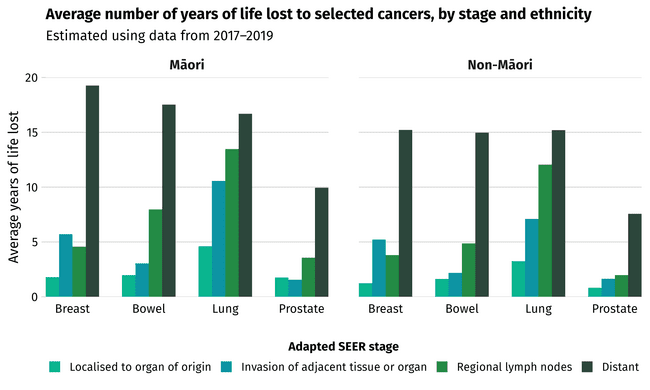 Average number of years of life lost to selected cancers, by stage and ethnicity
Estimated using data from 2017–2019
Māori
Non-Māori
Average years of life lost
20
15
10
5
0
Breast
Bowel
Lung
Prostate
Breast
Bowel
Lung
Prostate
Adapted SEER stage
Localised to organ of origin
Invasion of adjacent tissue or organ
Regional lymph nodes
Distant